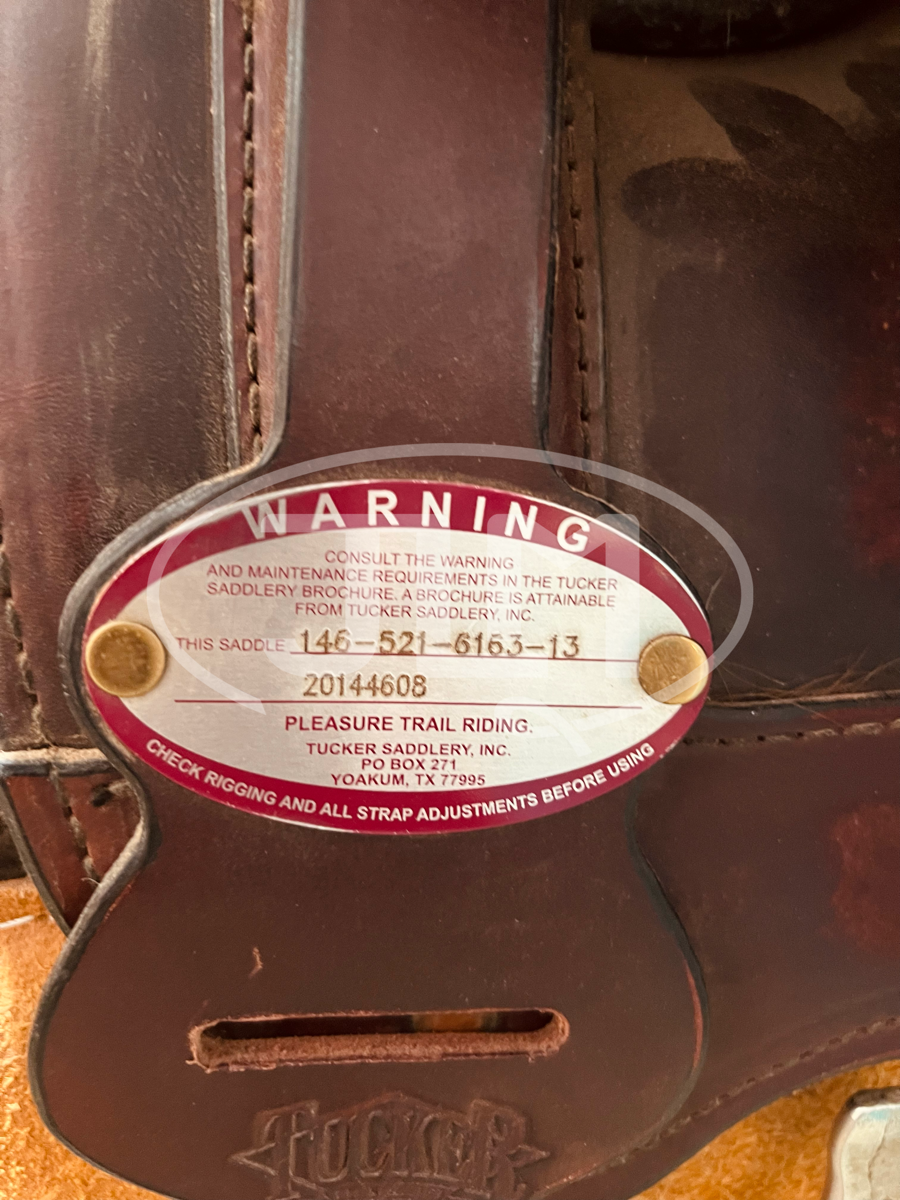 WARNING
CONSULT THE WARNING
AND MAINTENANCE REQUIREMENTS IN THE TUCKER
SADDLERY BROCHURE. A BROCHURE IS ATTAINABLE
FROM TUCKER SADDLERY, INC.
THIS SADDLE 146-521-6163-13
20144608
PLEASURE TRAIL RIDING.
TUCKER SADDLERY, INC.
PO BOX 271
YOAKUM, TX 77995
CHECK RIGGING AND ALL STRAP ADJUSTMENTS BEFORE USING
TUCKER